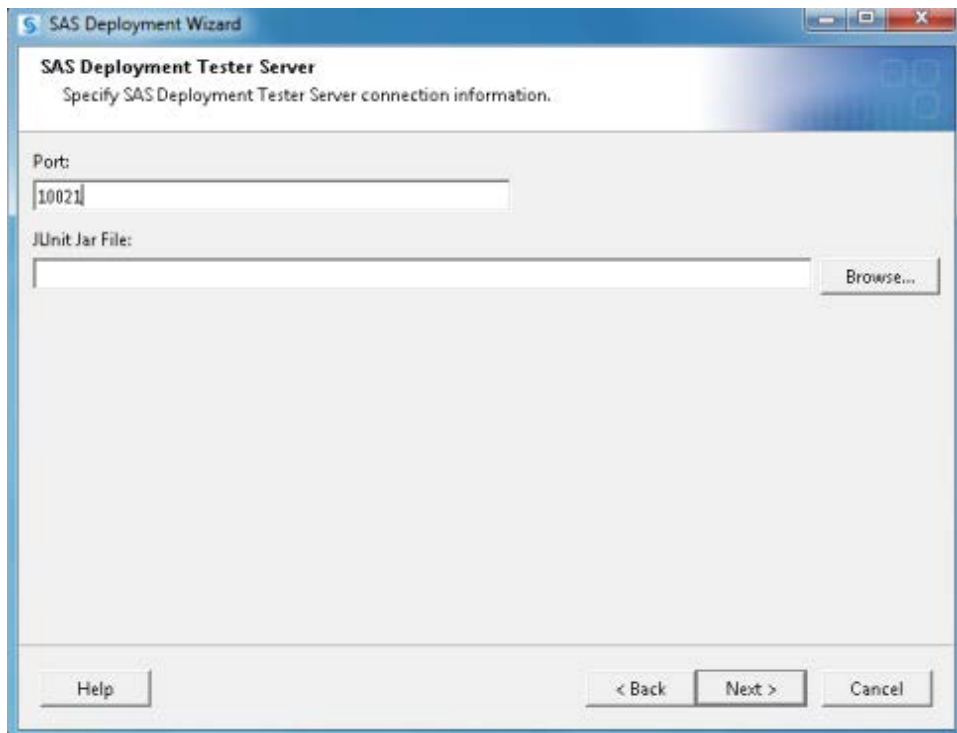 SAS Deployment Wizard
SAS Deployment Tester Server
Specify SAS Deployment Tester Server connection information.
Port:
10021
JUnit Jar File:
Browse...
Help
< Back
Next >
Cancel